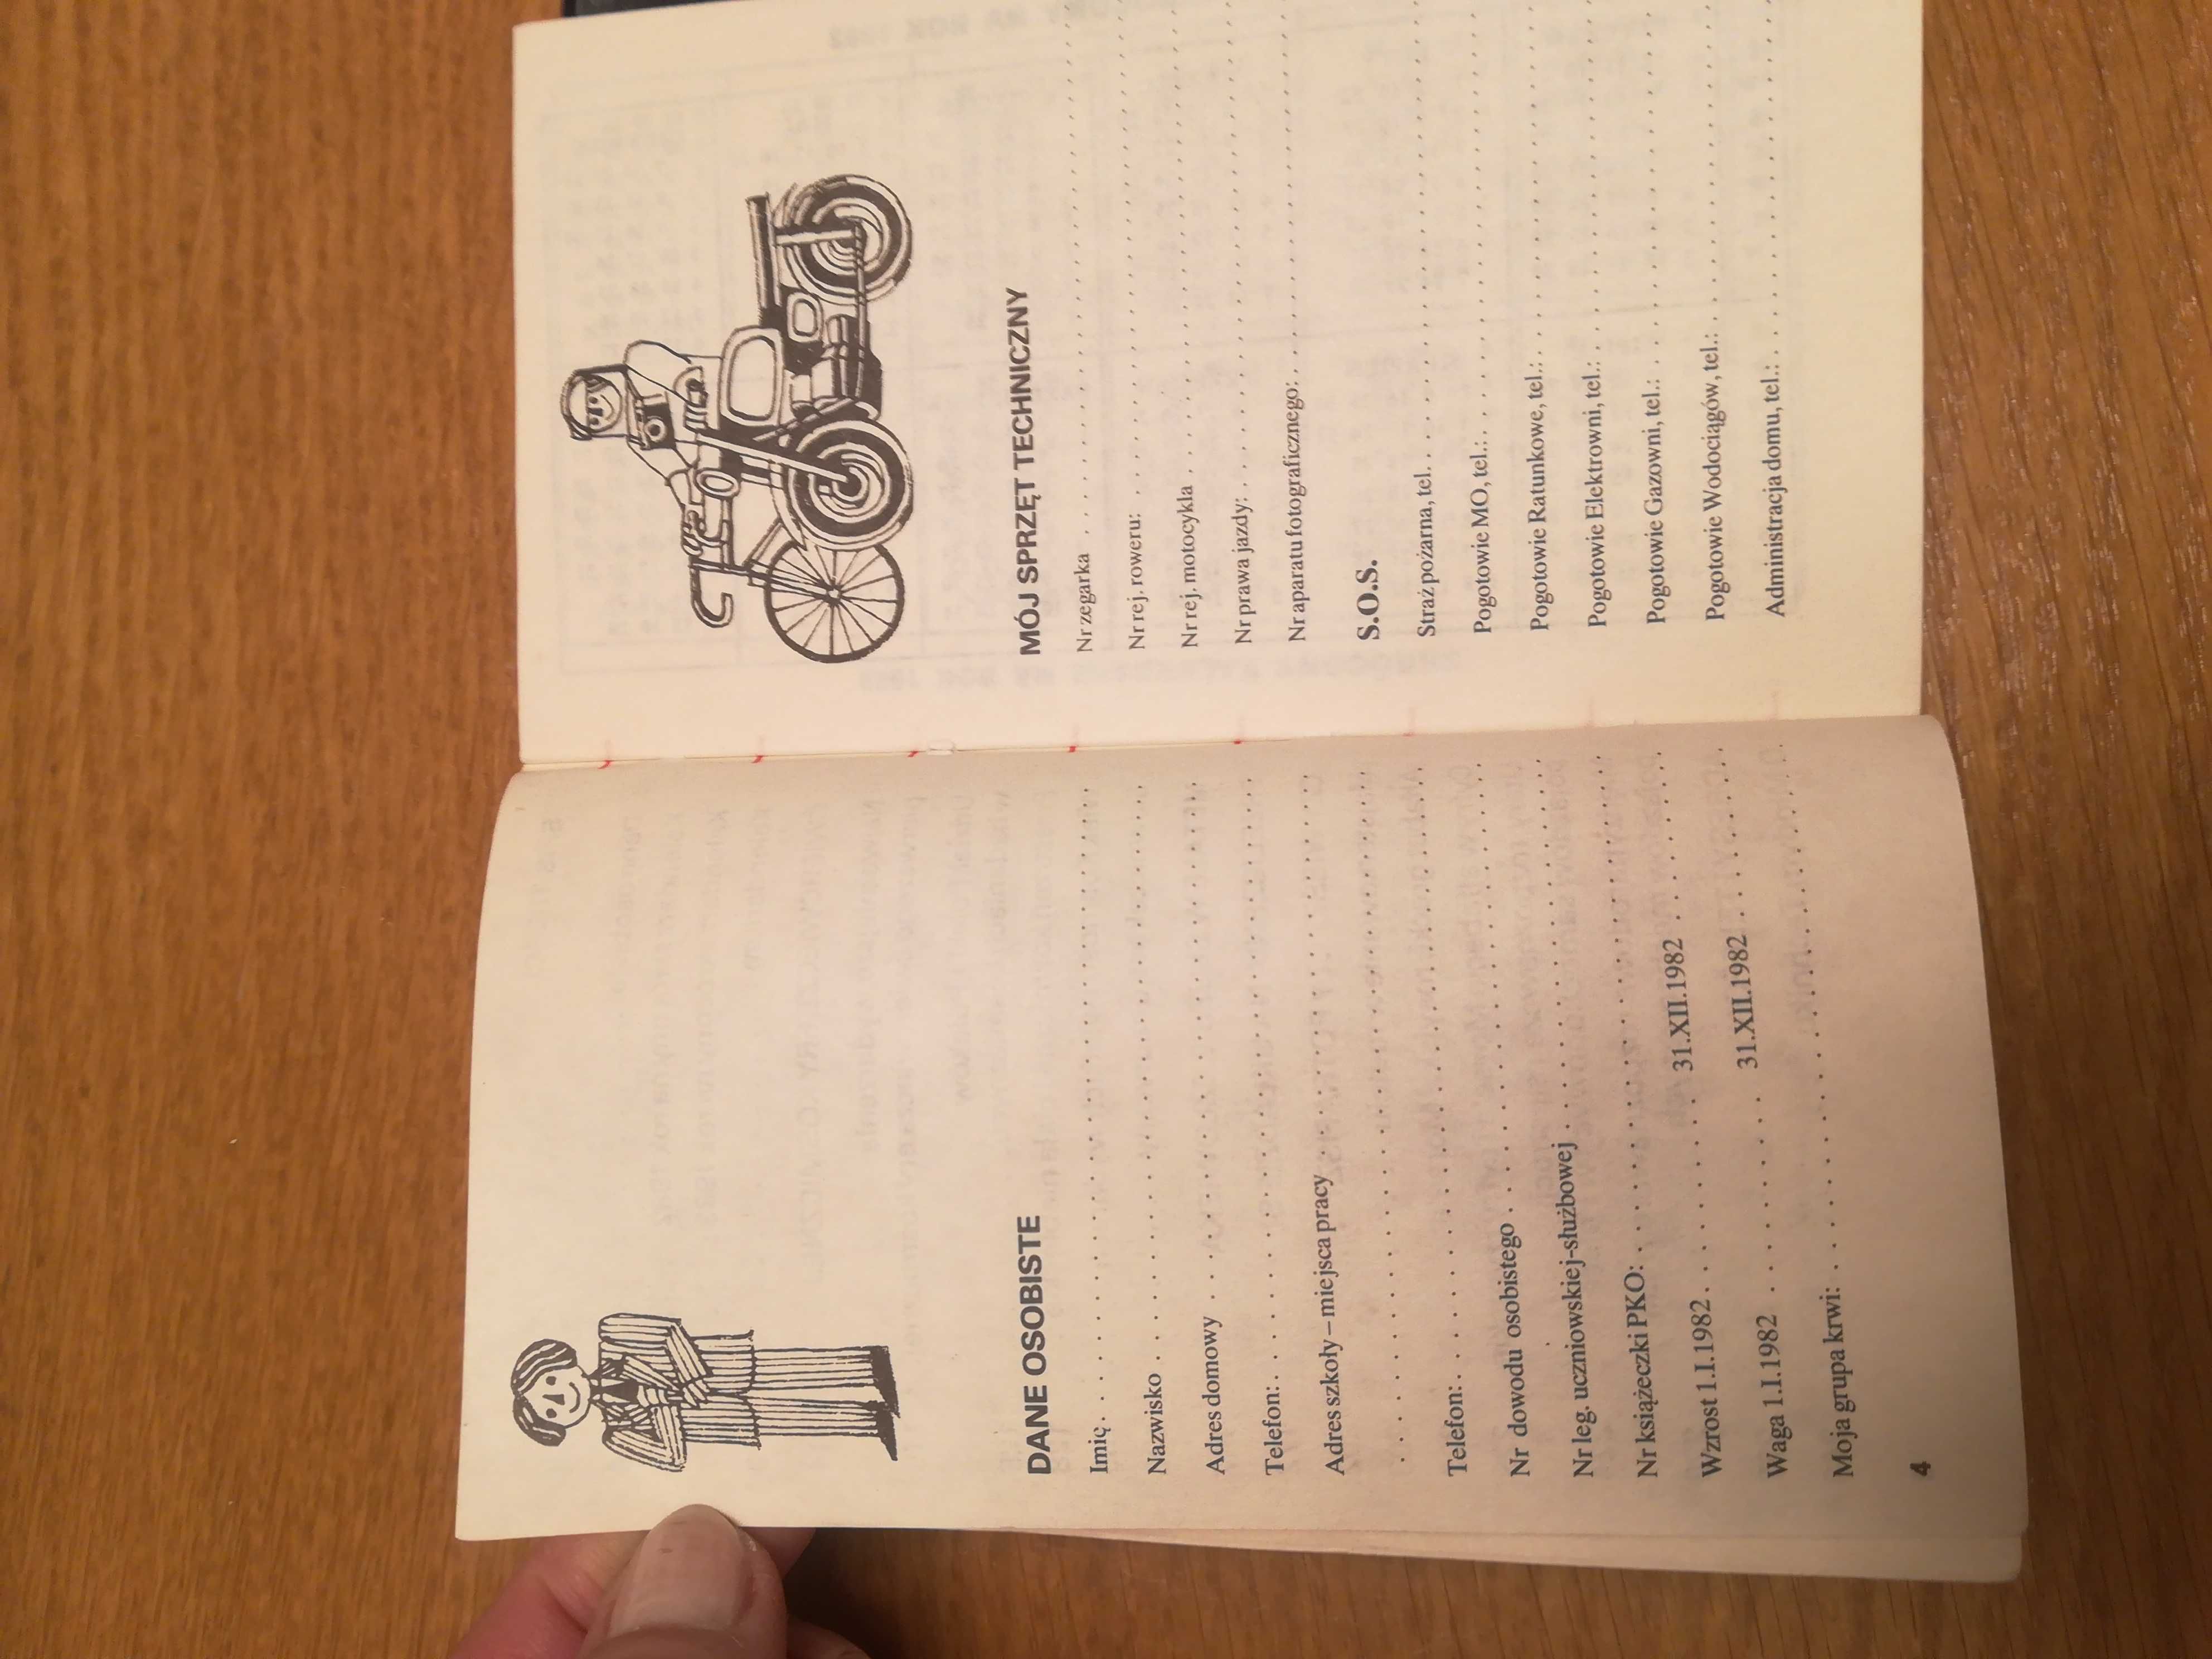 DANE OSOBISTE
Imię. . . . . . . . . . . . . . . . . . . . . . . .
Nazwisko . . . . . . . . . . . . . . . . . . . . .
Adres domowy . . . . . . . . . . . . . . . . . .
Telefon: . . . . . . . . . . . . . . . . . . . . .
Adres szkoły – miejsca pracy . . . . . . . . . . . .
. . . . . . . . . . . . . . . . . . . . . . . . . .
Telefon: . . . . . . . . . . . . . . . . . . . . .
Nr dowodu osobistego . . . . . . . . . . . . . . .
Nr leg. uczniowskiej-służbowej . . . . . . . . . . .
Nr książeczki PKO: . . . . . . . . . . . . . . . .
Wzrost 1.I.1982 . . . . . . . . 31.XII.1982 . . . . . .
Waga 1.I.1982 . . . . . . . . 31.XII.1982 . . . . . .
Moja grupa krwi: . . . . . . . . . . . . . . . . .
4
MÓJ SPRZĘT TECHNICZNY
Nr zegarka . . . . . . . . . . . . . . . . . . . .
Nr rej. roweru: . . . . . . . . . . . . . . . . . .
Nr rej. motocykla . . . . . . . . . . . . . . . . .
Nr prawa jazdy: . . . . . . . . . . . . . . . . . .
Nr aparatu fotograficznego: . . . . . . . . . . . . .
S.O.S.
Straż pożarna, tel. . . . . . . . . . . . . . . . . .
Pogotowie MO, tel.: . . . . . . . . . . . . . . . .
Pogotowie Ratunkowe, tel.: . . . . . . . . . . . . .
Pogotowie Elektrowni, tel.: . . . . . . . . . . . . .
Pogotowie Gazowni, tel.: . . . . . . . . . . . . . .
Pogotowie Wodociągów, tel.: . . . . . . . . . . . .
Administracja domu, tel.: . . . . . . . . . . . . . .